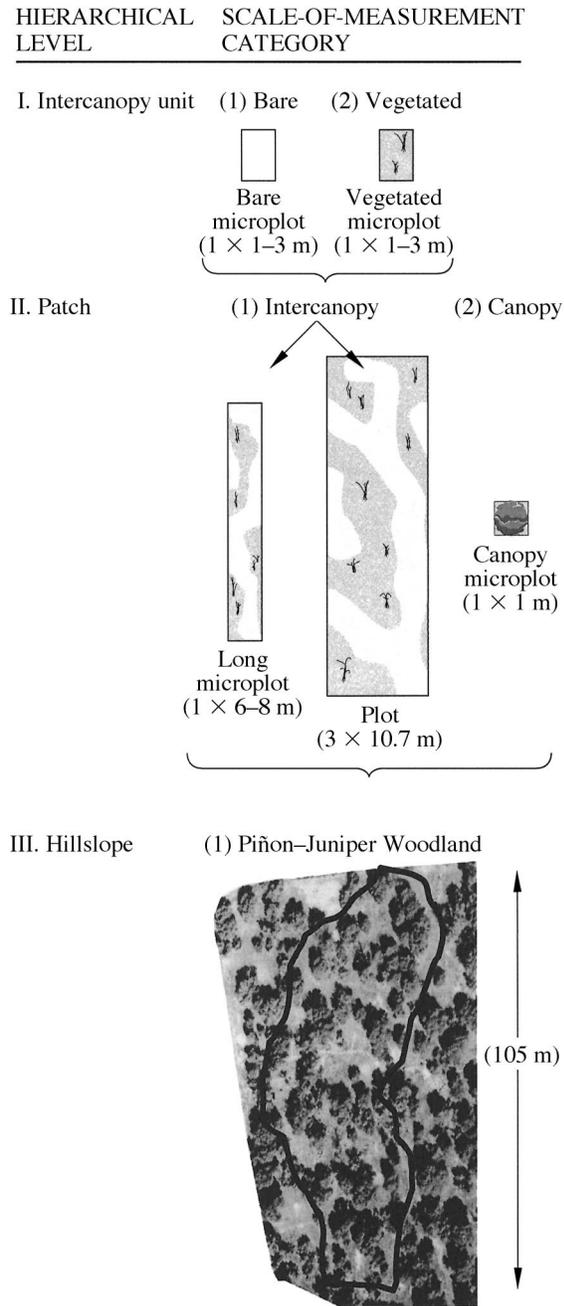 HIERARCHICAL LEVEL
SCALE-OF-MEASUREMENT CATEGORY
I. Intercanopy unit (1) Bare (2) Vegetated
Bare microplot (1 × 1–3 m)
Vegetated microplot (1 × 1–3 m)
II. Patch (1) Intercanopy (2) Canopy
Canopy
microplot
(1 × 1 m)
Long
microplot
(1 × 6–8 m)
Plot
(3 × 10.7 m)
III. Hillslope (1) Piñon–Juniper Woodland
(105 m)